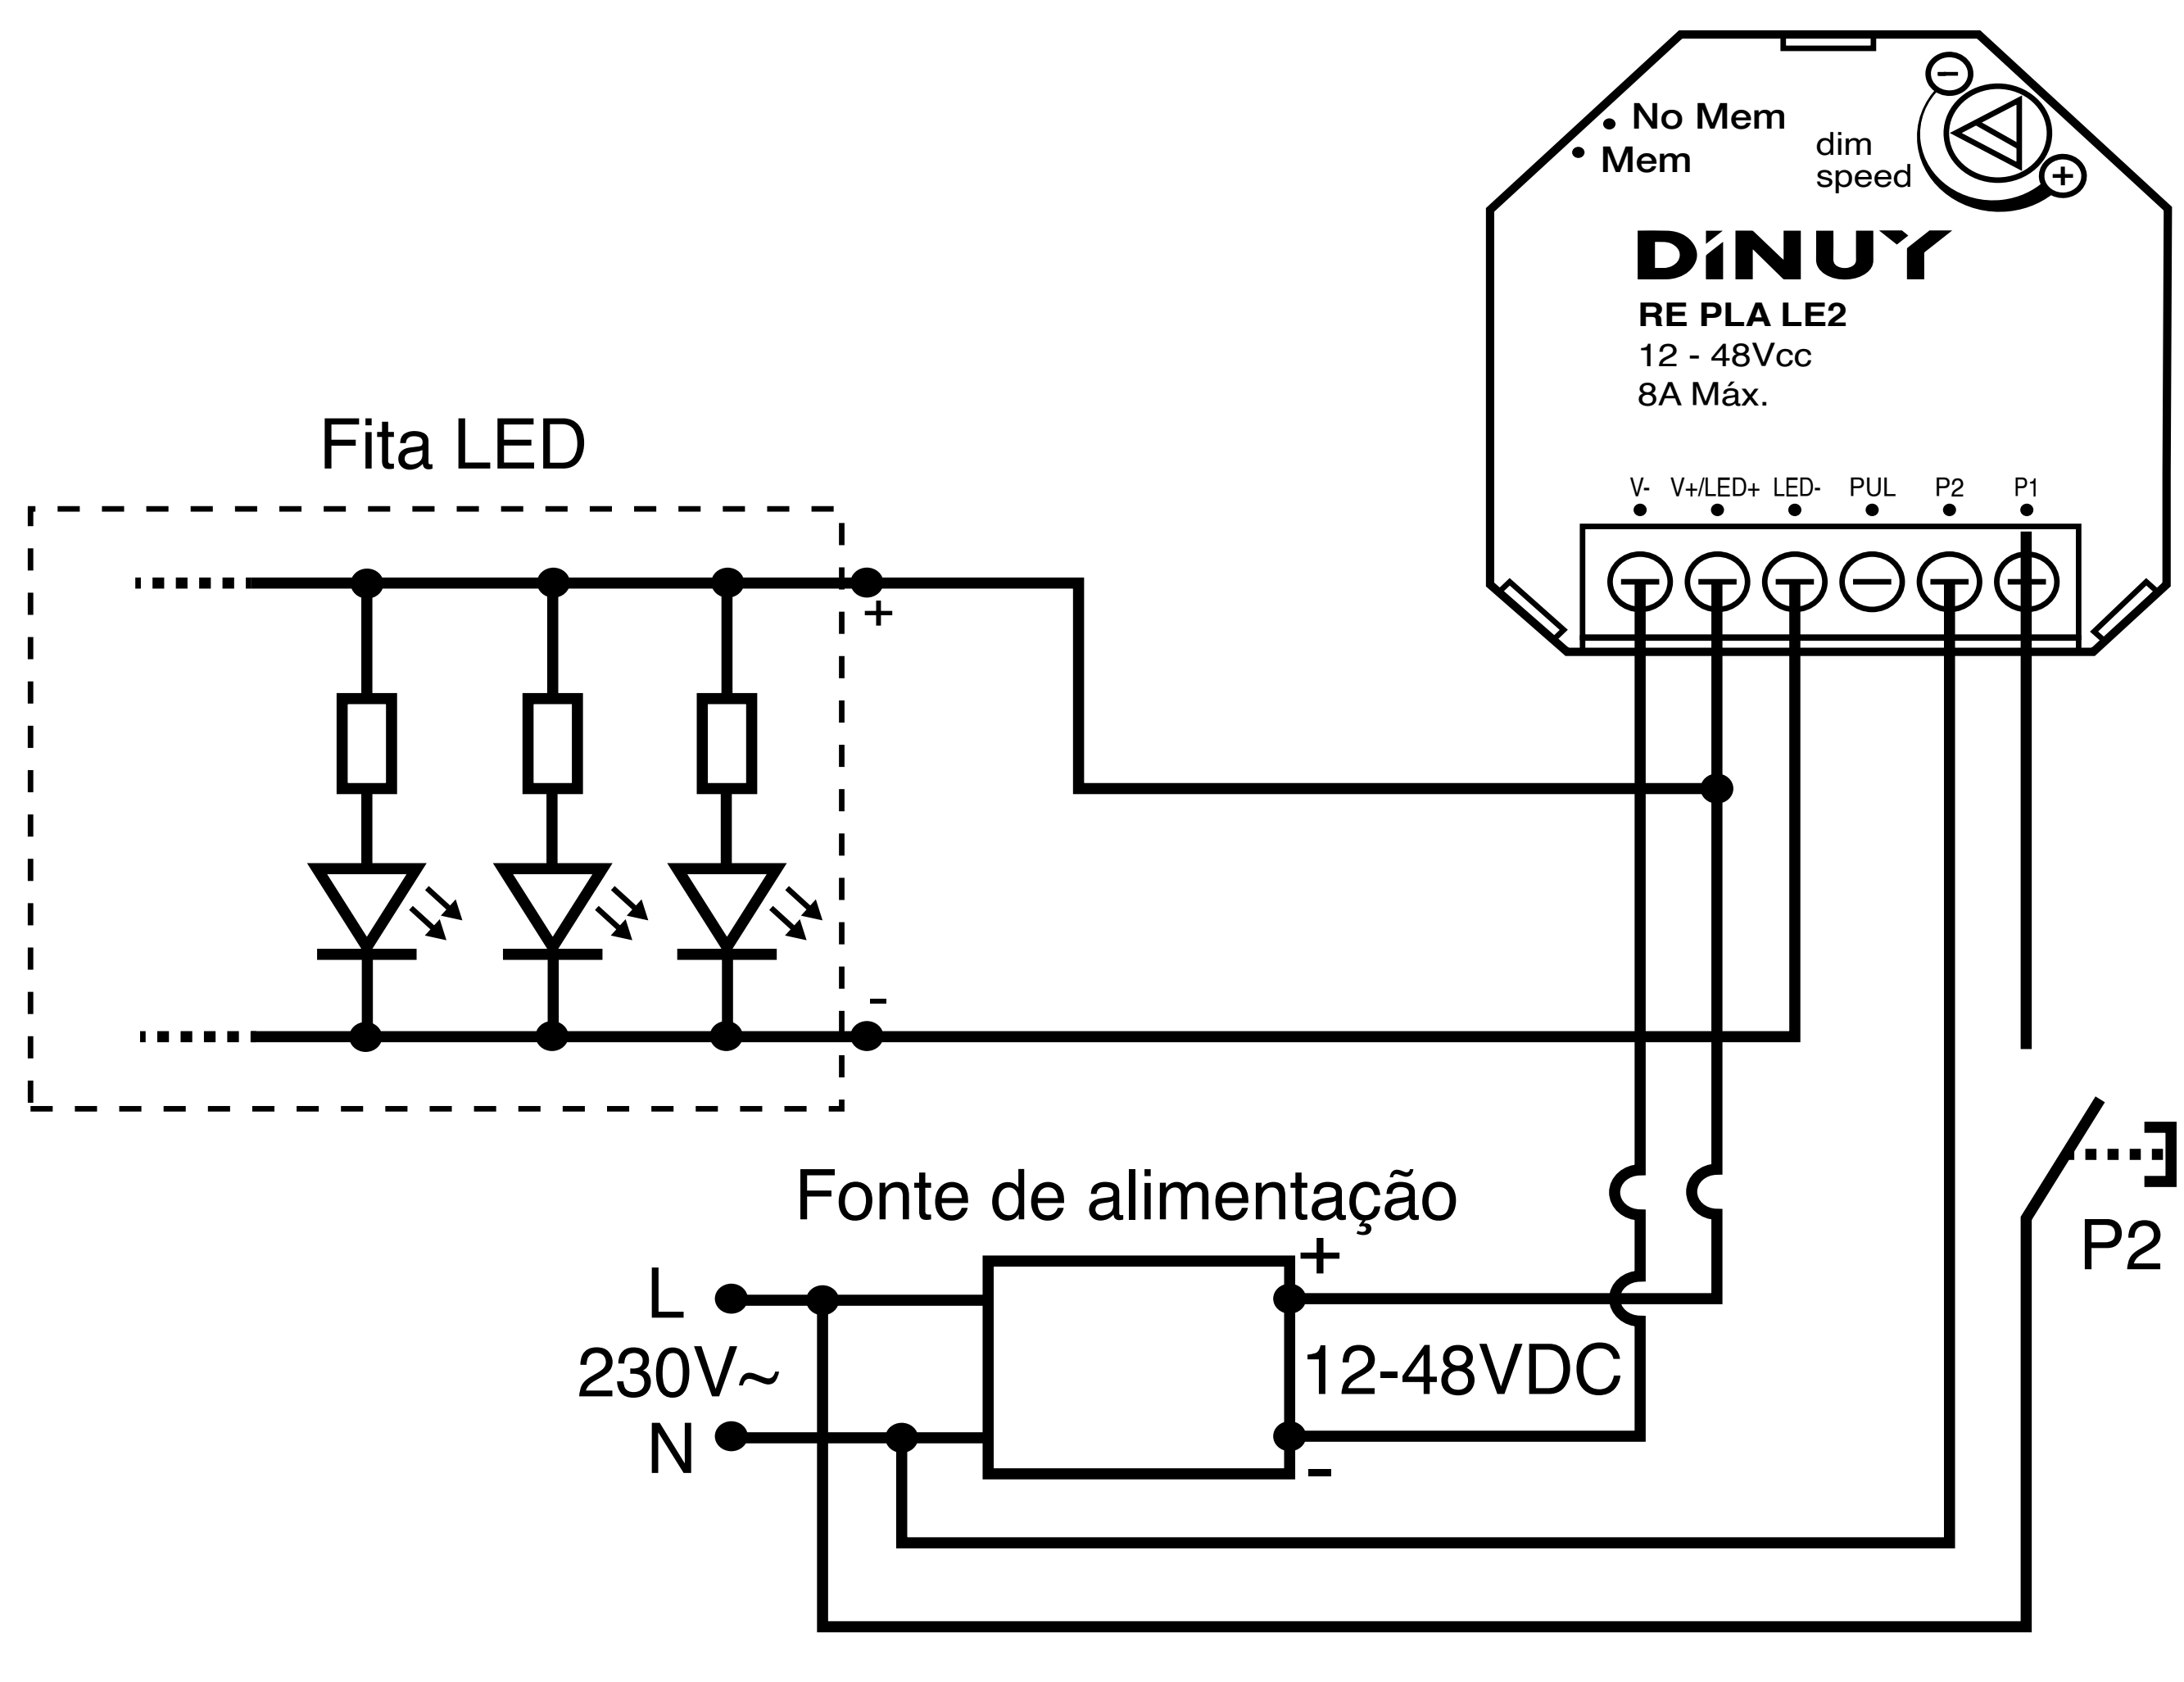 No Mem
Mem
dim
speed
DINUY
RE PLA LE2
12 - 48Vcc
8A Máx.
V- V+/LED+ LED- PUL P2 P1
Fita LED
+
-
Fonte de alimentação
+
L
230V~
12-48VDC
N
-
P2